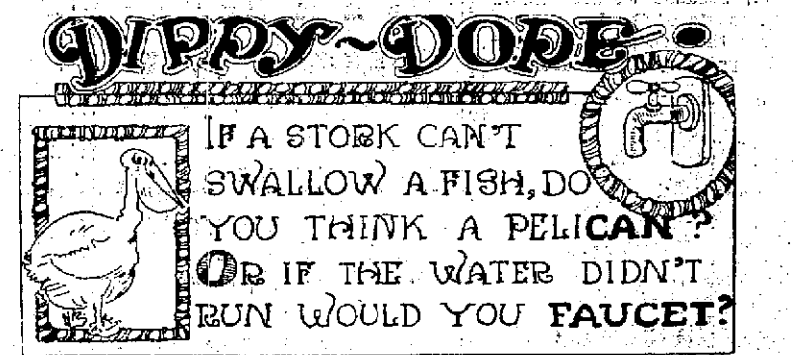 DIPPY~DOPE
IF A STORK CAN'T
SWALLOW A FISH, DO
YOU THINK A PELICAN?
OR IF THE WATER DIDN'T
RUN WOULD YOU FAUCET?